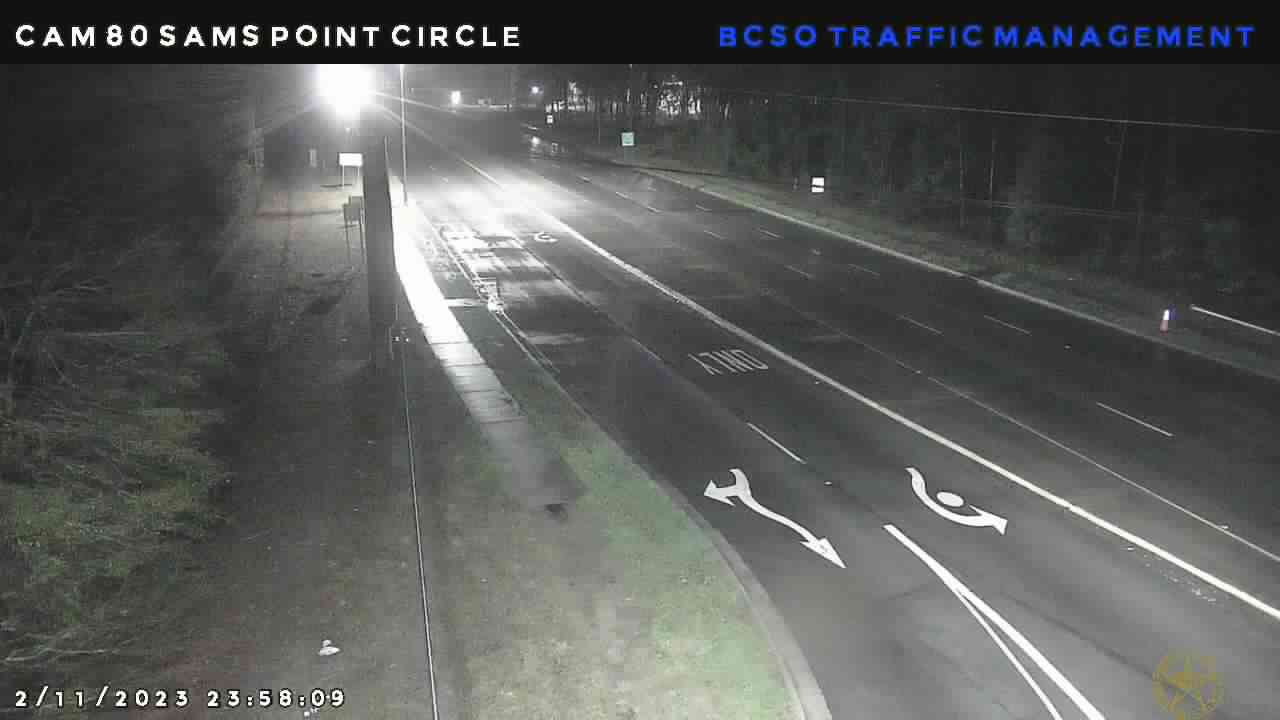 CAM 80 SAMS POINT CIRCLE
BCSO TRAFFIC MANAGEMENT
ONLY
2/11/2023 23:58:09